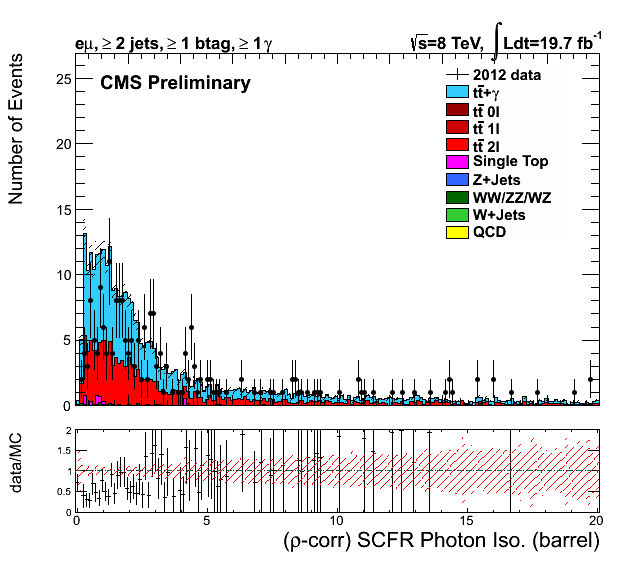 eμ, ≥ 2 jets, ≥ 1 btag, ≥ 1 γ
√s=8 TeV, ∫ Ldt=19.7 fb⁻¹
CMS Preliminary
2012 data
tt̄+γ
tt̄ 0l
tt̄ 1l
tt̄ 2l
Single Top
Z+Jets
WW/ZZ/WZ
W+Jets
QCD
Number of Events
25
20
15
10
5
0
data/MC
2
1.5
1
0.5
0
0 5 10 15 20
(ρ-corr) SCFR Photon Iso. (barrel)